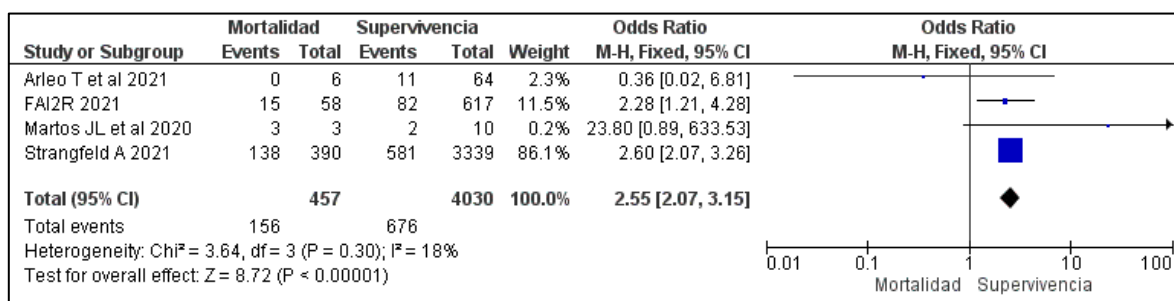 Mortalidad Supervivencia Odds Ratio Odds Ratio
Study or Subgroup Events Total Events Total Weight M-H, Fixed, 95% CI M-H, Fixed, 95% CI
Arleo T et al 2021 0 6 11 64 2.3% 0.36 [0.02, 6.81]
FAI2R 2021 15 58 82 617 11.5% 2.28 [1.21, 4.28]
Martos JL et al 2020 3 3 2 10 0.2% 23.80 [0.89, 633.53]
Strangfeld A 2021 138 390 581 3339 86.1% 2.60 [2.07, 3.26]
Total (95% CI) 457 4030 100.0% 2.55 [2.07, 3.15]
Total events 156 676
Heterogeneity: Chi² = 3.64, df = 3 (P = 0.30); I² = 18%
Test for overall effect: Z = 8.72 (P < 0.00001)
0.01 0.1 1 10 100
Mortalidad Supervivencia